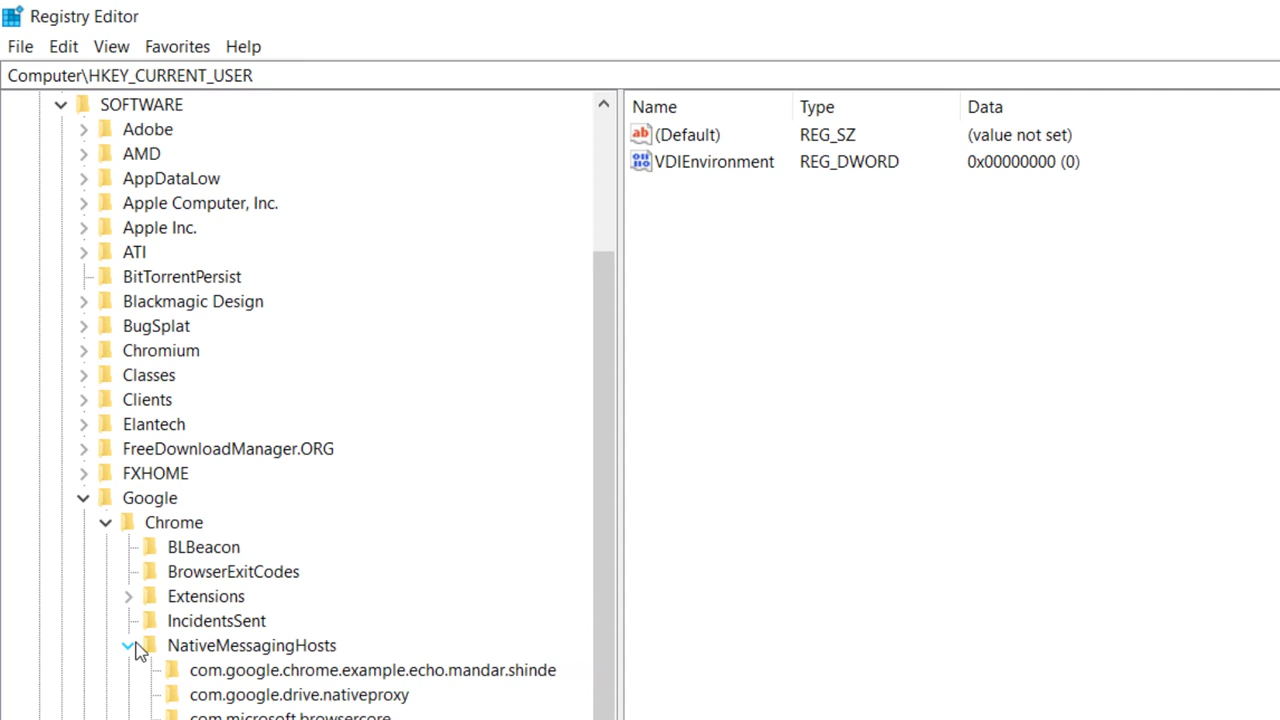 Registry Editor
File Edit View Favorites Help
Computer\HKEY_CURRENT_USER
SOFTWARE
Adobe
AMD
AppDataLow
Apple Computer, Inc.
Apple Inc.
ATI
BitTorrentPersist
Blackmagic Design
BugSplat
Chromium
Classes
Clients
Elantech
FreeDownloadManager.ORG
FXHOME
Google
Chrome
BLBeacon
BrowserExitCodes
Extensions
IncidentsSent
NativeMessagingHosts
com.google.chrome.example.echo.mandar.shinde
com.google.drive.nativeproxy
com.microsoft.browsercore
Name Type Data
(Default) REG_SZ (value not set)
VDIEnvironment REG_DWORD 0x00000000 (0)